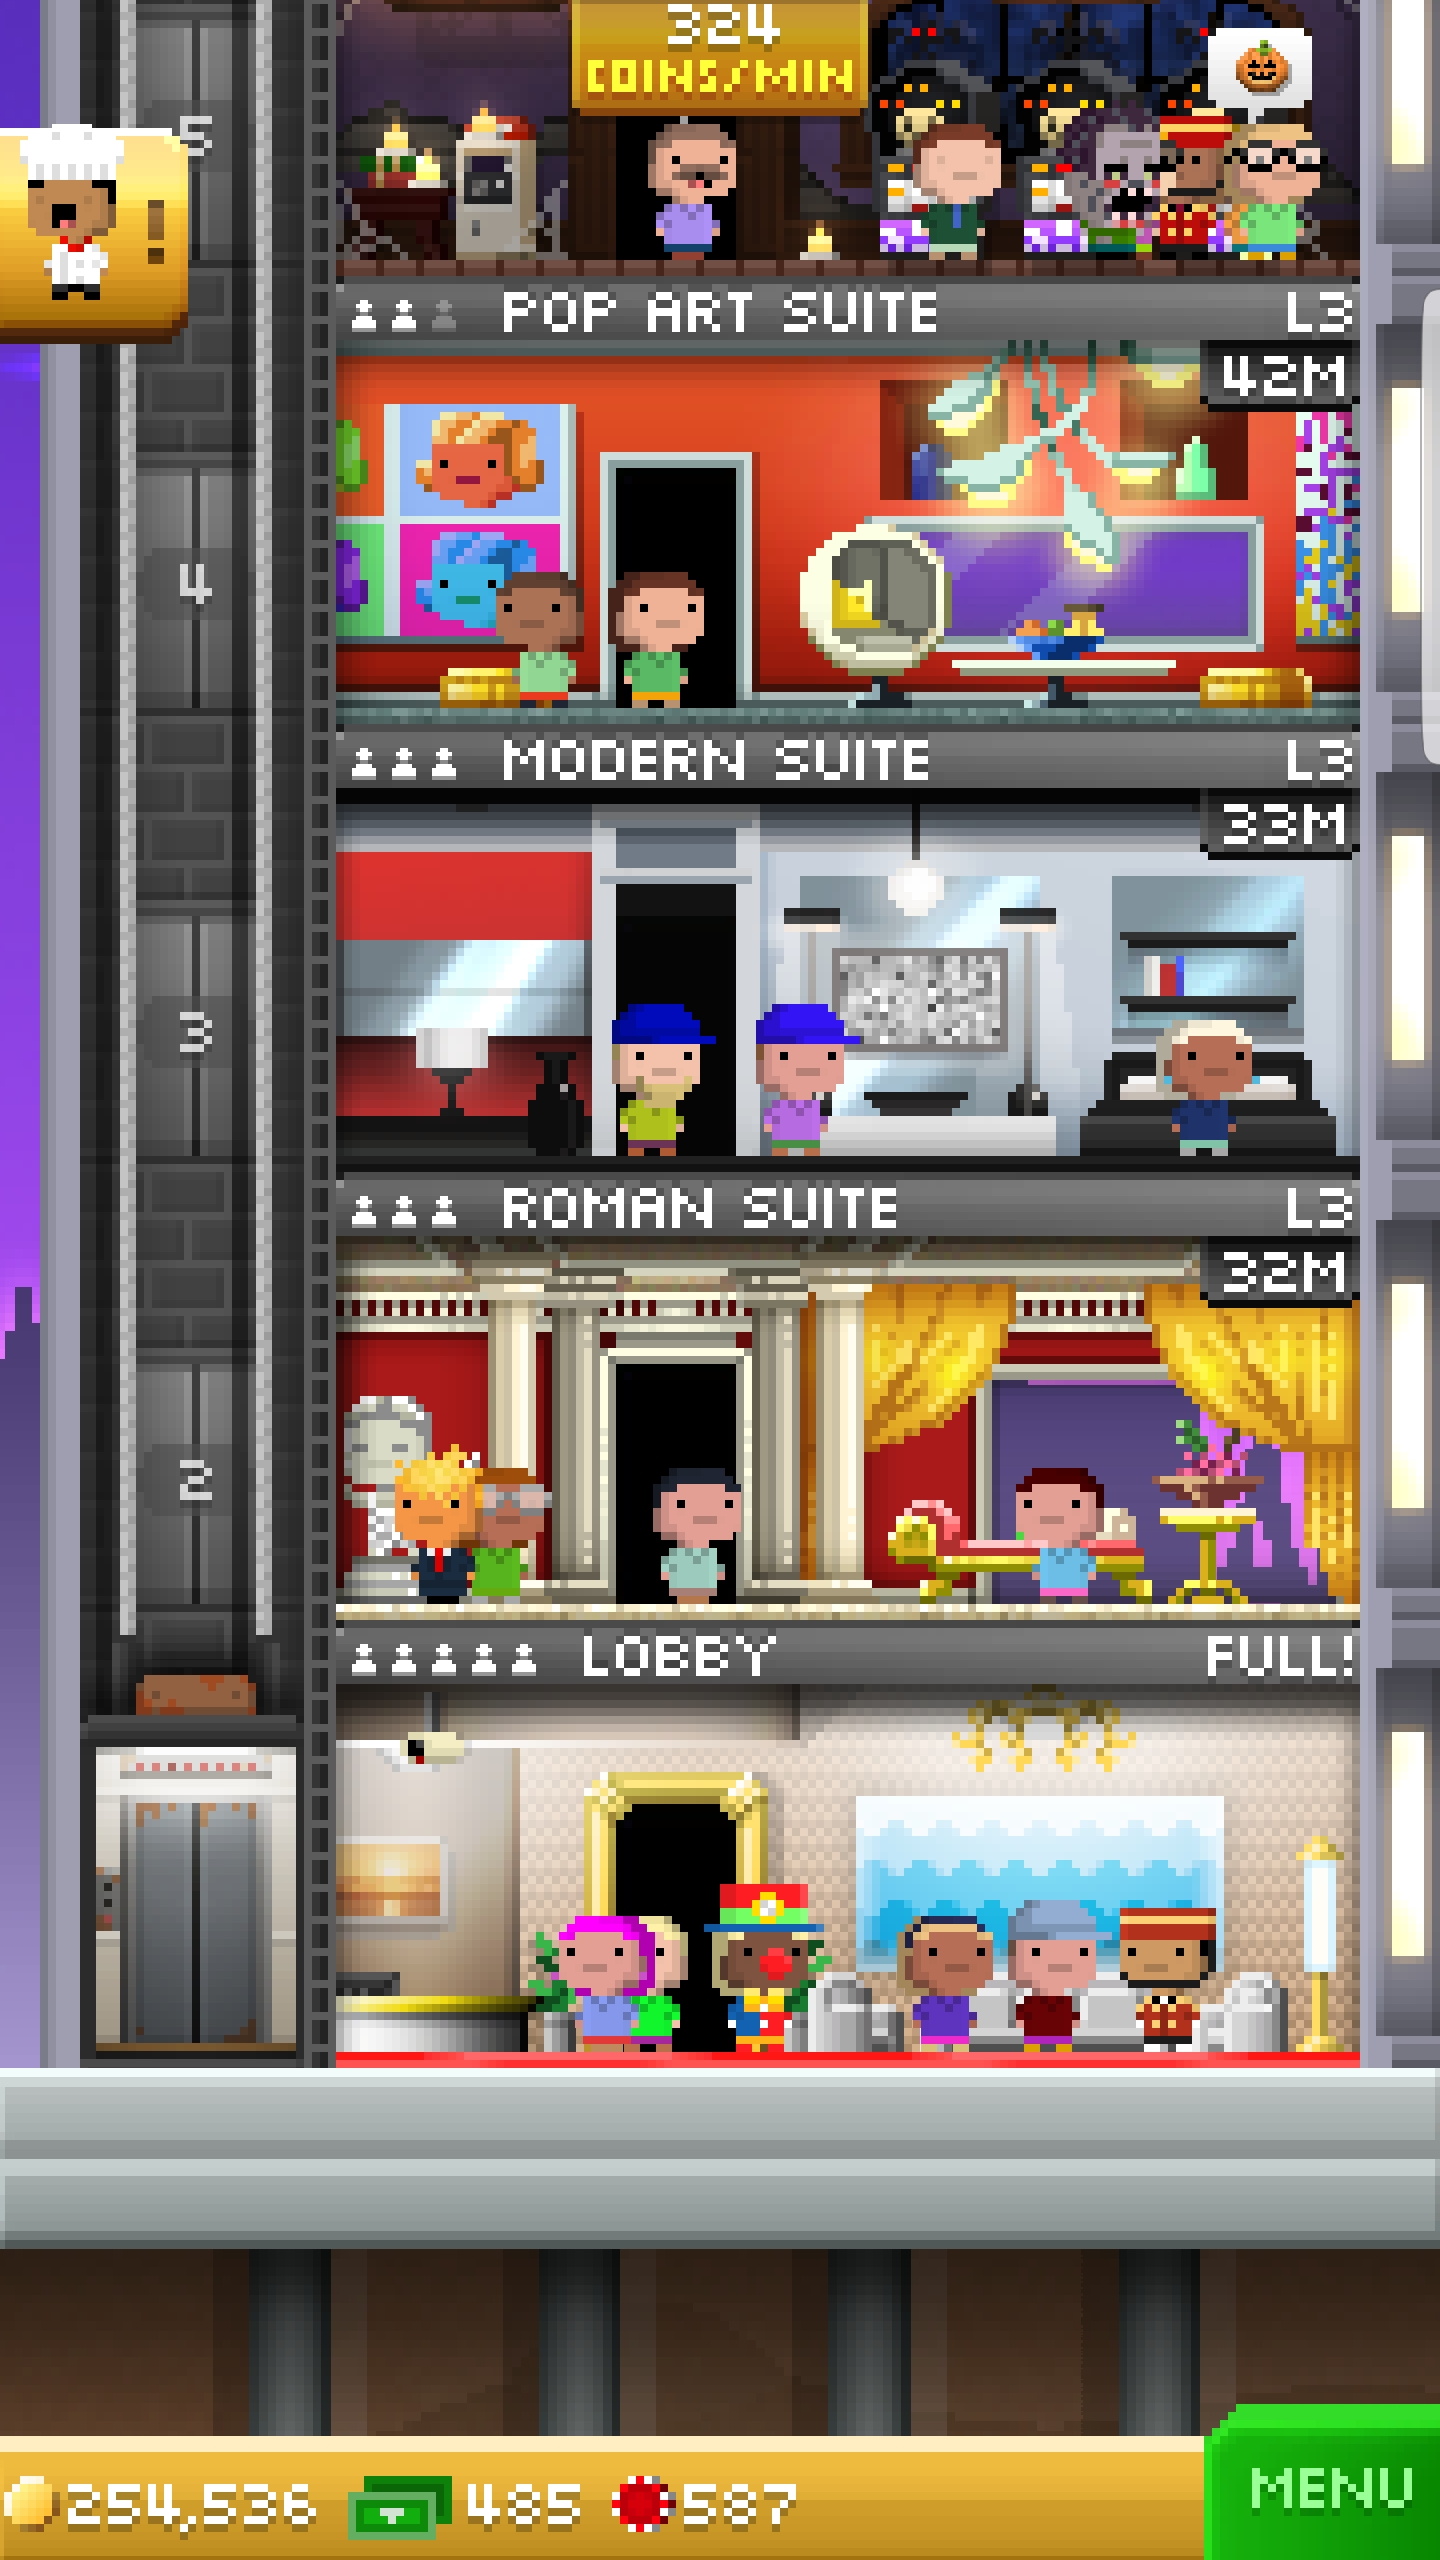 324
COINS/MIN
5
!
POP ART SUITE L3
42M
4
MODERN SUITE L3
33M
3
ROMAN SUITE L3
32M
2
LOBBY FULL!
254,536 485 587
MENU